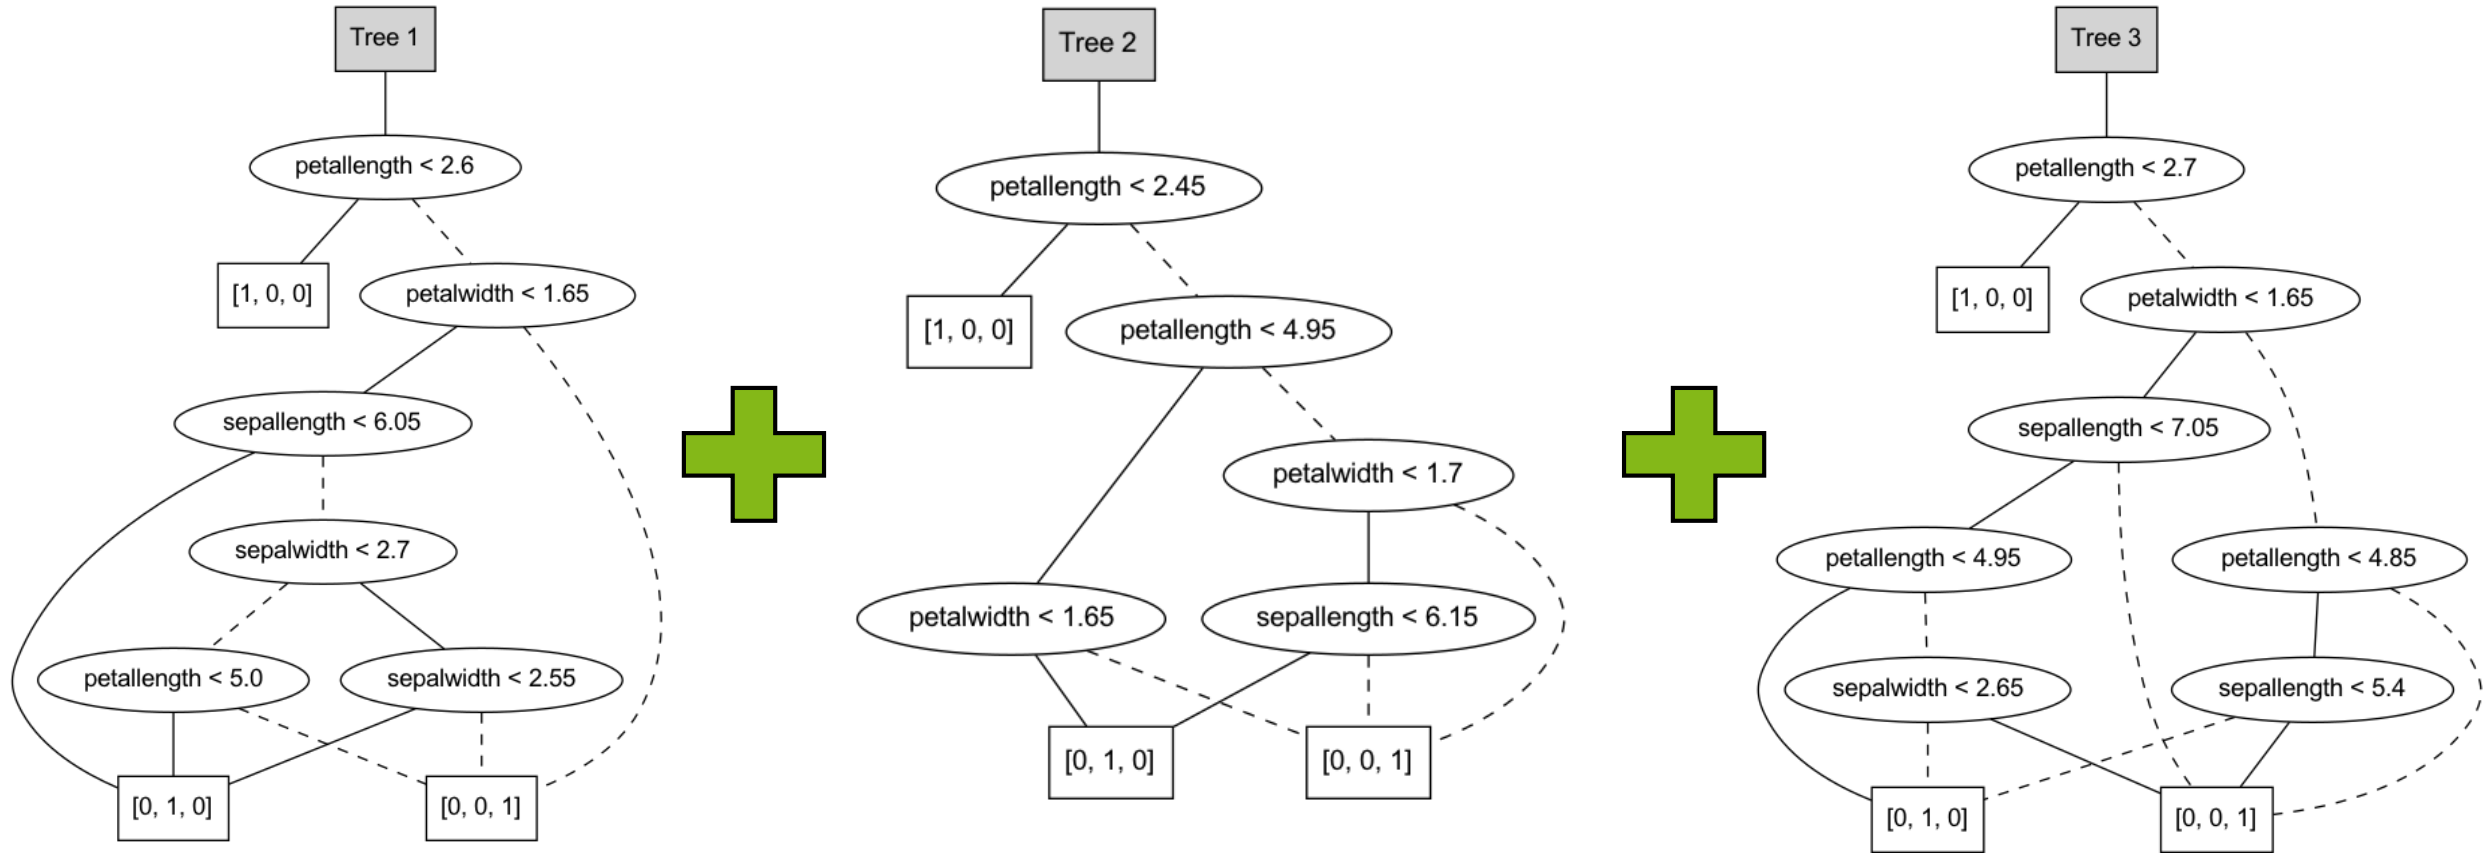 Tree 1
petallength < 2.6
[1, 0, 0]
petalwidth < 1.65
sepallength < 6.05
sepalwidth < 2.7
petallength < 5.0
sepalwidth < 2.55
[0, 1, 0]
[0, 0, 1]
Tree 2
petallength < 2.45
[1, 0, 0]
petallength < 4.95
petalwidth < 1.7
petalwidth < 1.65
sepallength < 6.15
[0, 1, 0]
[0, 0, 1]
Tree 3
petallength < 2.7
[1, 0, 0]
petalwidth < 1.65
sepallength < 7.05
petallength < 4.95
petallength < 4.85
sepalwidth < 2.65
sepallength < 5.4
[0, 1, 0]
[0, 0, 1]